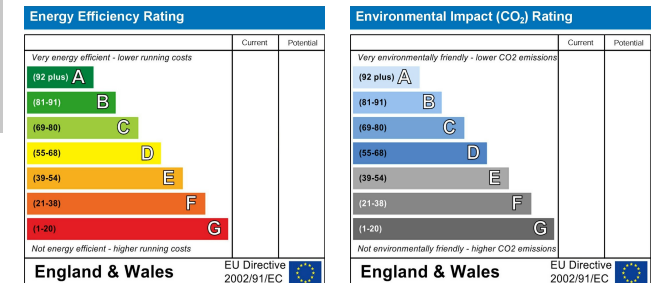 Energy Efficiency Rating
Current Potential
Very energy efficient - lower running costs
(92 plus) A
(81-91) B
(69-80) C
(55-68) D
(39-54) E
(21-38) F
(1-20) G
Not energy efficient - higher running costs
England & Wales
EU Directive
2002/91/EC
Environmental Impact (CO₂) Rating
Current Potential
Very environmentally friendly - lower CO2 emissions
(92 plus) A
(81-91) B
(69-80) C
(55-68) D
(39-54) E
(21-38) F
(1-20) G
Not environmentally friendly - higher CO2 emissions
England & Wales
EU Directive
2002/91/EC